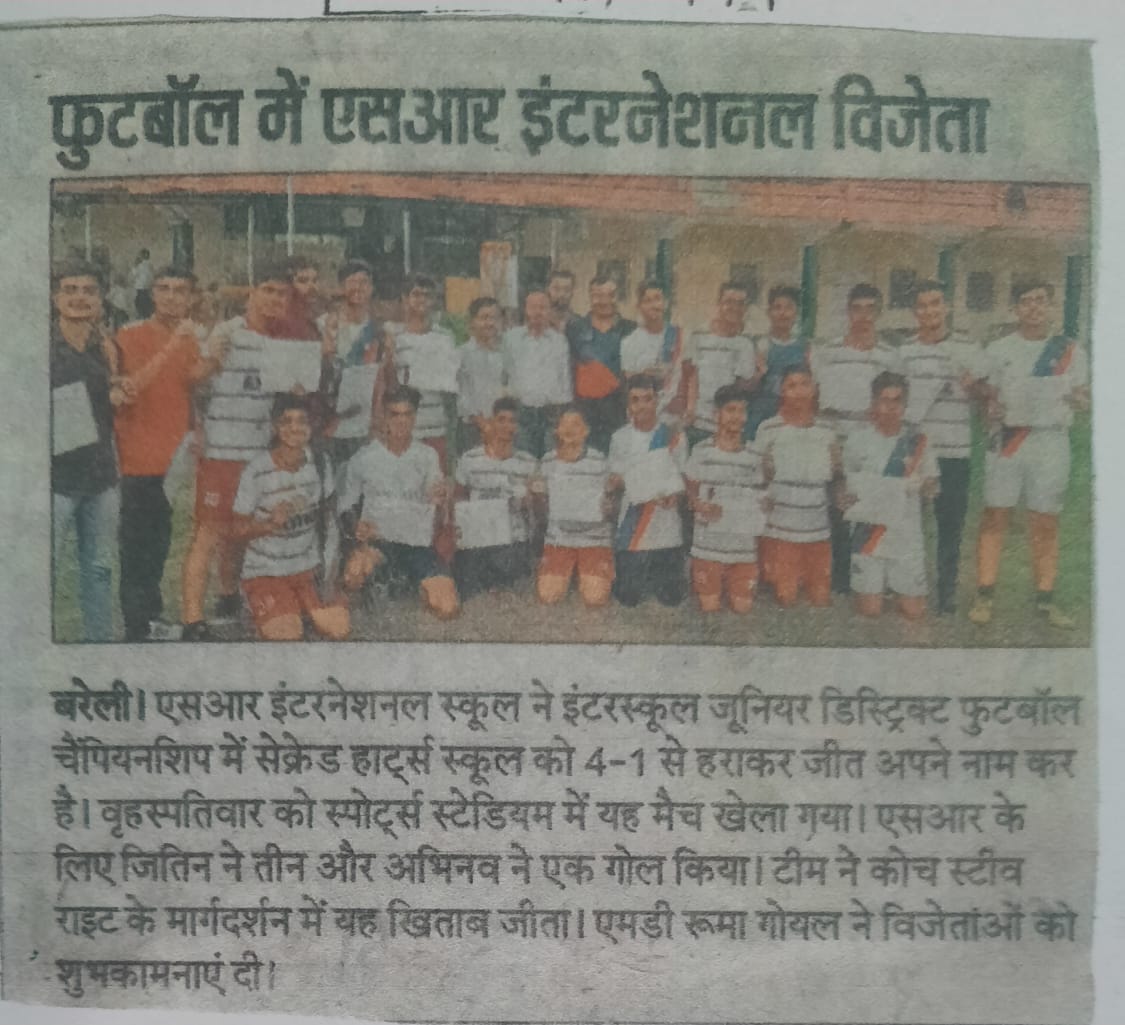 फुटबॉल में एसआर इंटरनेशनल विजेता
बरेली। एसआर इंटरनेशनल स्कूल ने इंटरस्कूल जूनियर डिस्ट्रिक्ट फुटबॉल
चैंपियनशिप में सेक्रेड हार्ट्स स्कूल को 4-1 से हराकर जीत अपने नाम कर
है। वृहस्पतिवार को स्पोर्ट्स स्टेडियम में यह मैच खेला गया। एसआर के
लिए जितिन ने तीन और अभिनव ने एक गोल किया। टीम ने कोच स्टीव
राइट के मार्गदर्शन में यह खिताब जीता। एमडी रूमा गोयल ने विजेताओं को
शुभकामनाएं दी।